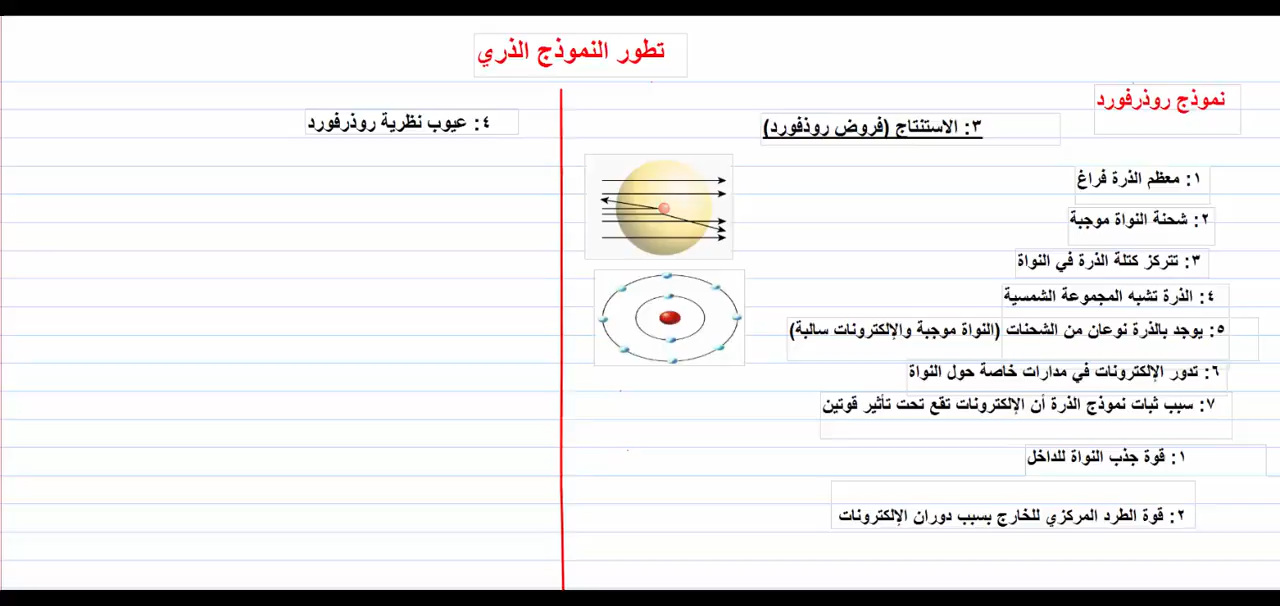 تطور النموذج الذري
نموذج روذرفورد
٣: الاستنتاج (فروض روذفورد)
١: معظم الذرة فراغ
٢: شحنة النواة موجبة
٣: تتركز كتلة الذرة في النواة
٤: الذرة تشبه المجموعة الشمسية
٥: يوجد بالذرة نوعان من الشحنات (النواة موجبة والإلكترونات سالبة)
٦: تدور الإلكترونات في مدارات خاصة حول النواة
٧: سبب ثبات نموذج الذرة أن الإلكترونات تقع تحت تأثير قوتين
١: قوة جذب النواة للداخل
٢: قوة الطرد المركزي للخارج بسبب دوران الإلكترونات
٤: عيوب نظرية روذرفورد